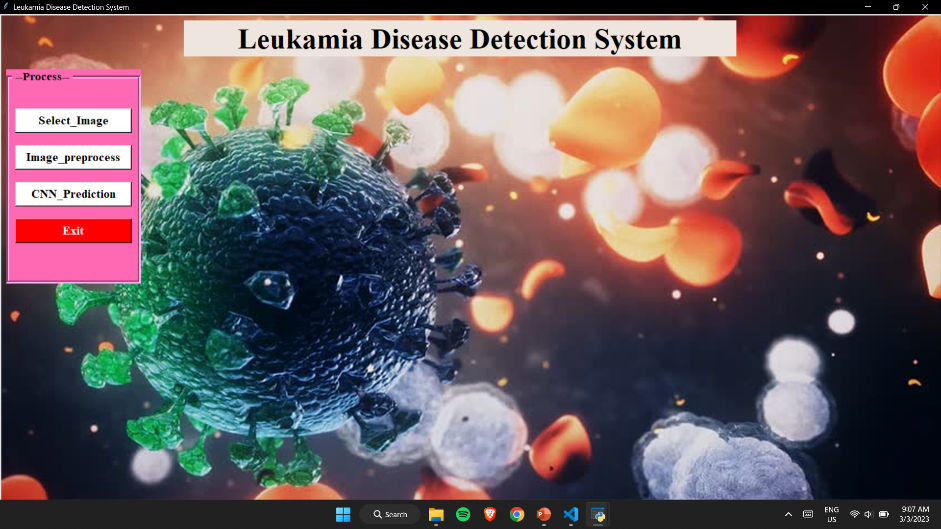 Leukamia Disease Detection System
Leukamia Disease Detection System
--Process--
Select_Image
Image_preprocess
CNN_Prediction
Exit
Search
ENG
US
9:07 AM
3/3/2023